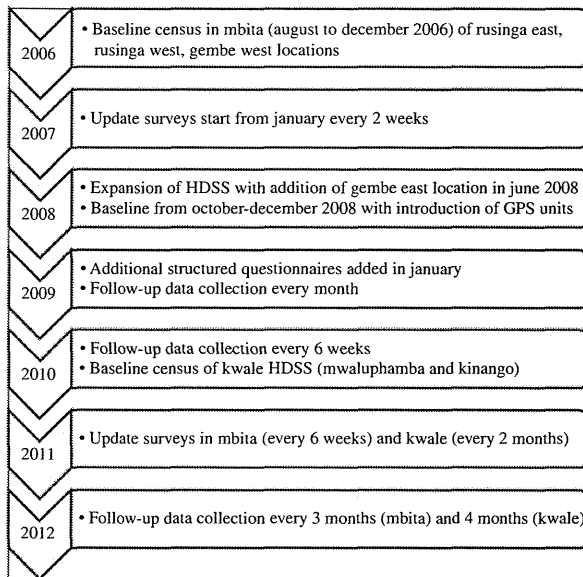 2006
• Baseline census in mbita (august to december 2006) of rusinga east,
rusinga west, gembe west locations
2007
• Update surveys start from january every 2 weeks
2008
• Expansion of HDSS with addition of gembe east location in june 2008
• Baseline from october-december 2008 with introduction of GPS units
2009
• Additional structured questionnaires added in january
• Follow-up data collection every month
2010
• Follow-up data collection every 6 weeks
• Baseline census of kwale HDSS (mwaluphamba and kinango)
2011
• Update surveys in mbita (every 6 weeks) and kwale (every 2 months)
2012
• Follow-up data collection every 3 months (mbita) and 4 months (kwale)